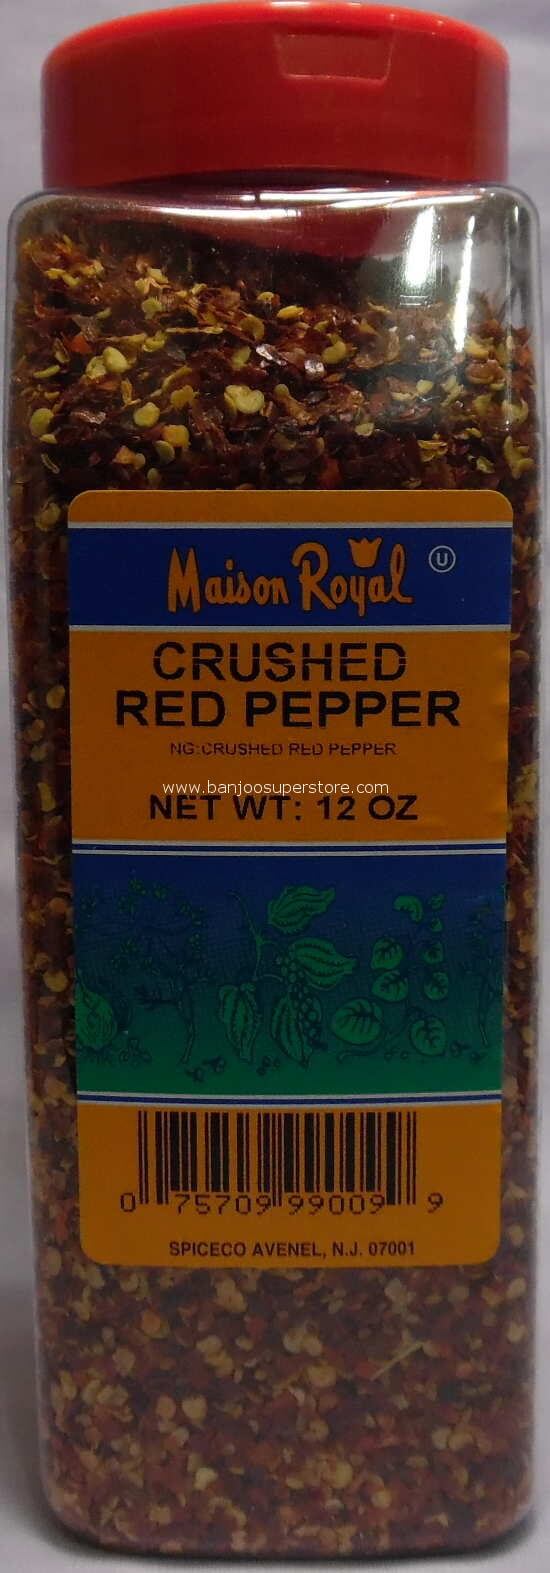 Maison Royal
U
CRUSHED
RED PEPPER
NG:CRUSHED RED PEPPER
www.banjoosuperstore.com
NET WT: 12 OZ
0 75709 99009 9
SPICECO AVENEL, N.J. 07001